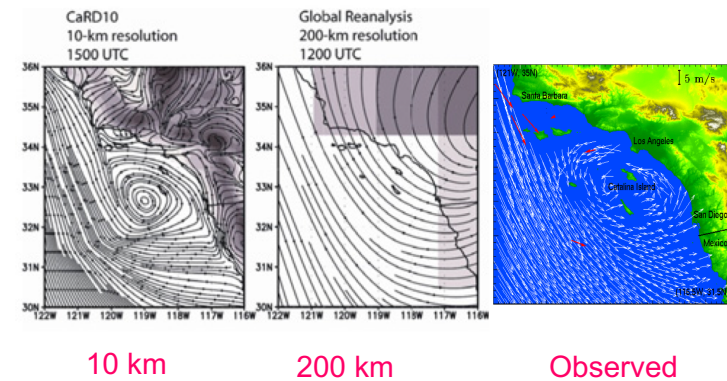 CaRD10
10-km resolution
1500 UTC
Global Reanalysis
200-km resolution
1200 UTC
36N
35N
34N
33N
32N
31N
30N
122W 121W 120W 119W 118W 117W 116W
36N
35N
34N
33N
32N
31N
30N
122W 121W 120W 119W 118W 117W 116W
(121W, 35N)
5 m/s
Santa Barbara
Los Angeles
Catalina Island
San Diego
Mexico
10 km
200 km
Observed